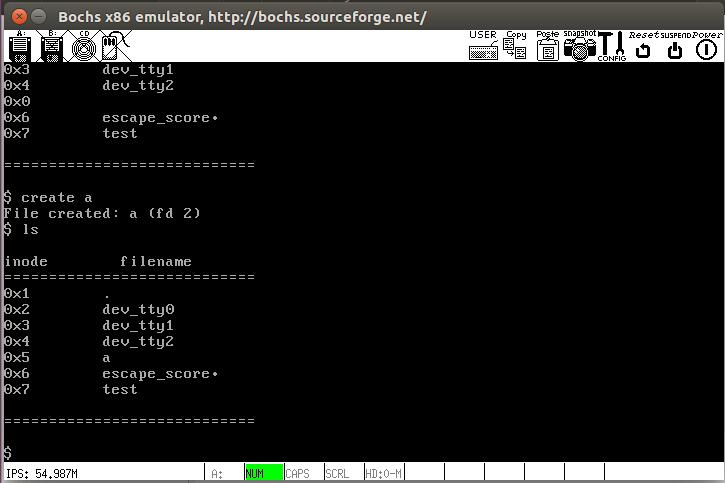 Bochs x86 emulator, http://bochs.sourceforge.net/
A: B: CD USER Copy Paste snapshot CONFIG Reset SUSPEND Power
0x3 dev_tty1
0x4 dev_tty2
0x0
0x6 escape_score•
0x7 test
============================
$ create a
File created: a (fd 2)
$ ls
inode filename
============================
0x1 .
0x2 dev_tty0
0x3 dev_tty1
0x4 dev_tty2
0x5 a
0x6 escape_score•
0x7 test
============================
$
IPS: 54.987M A: NUM CAPS SCRL HD:0-M